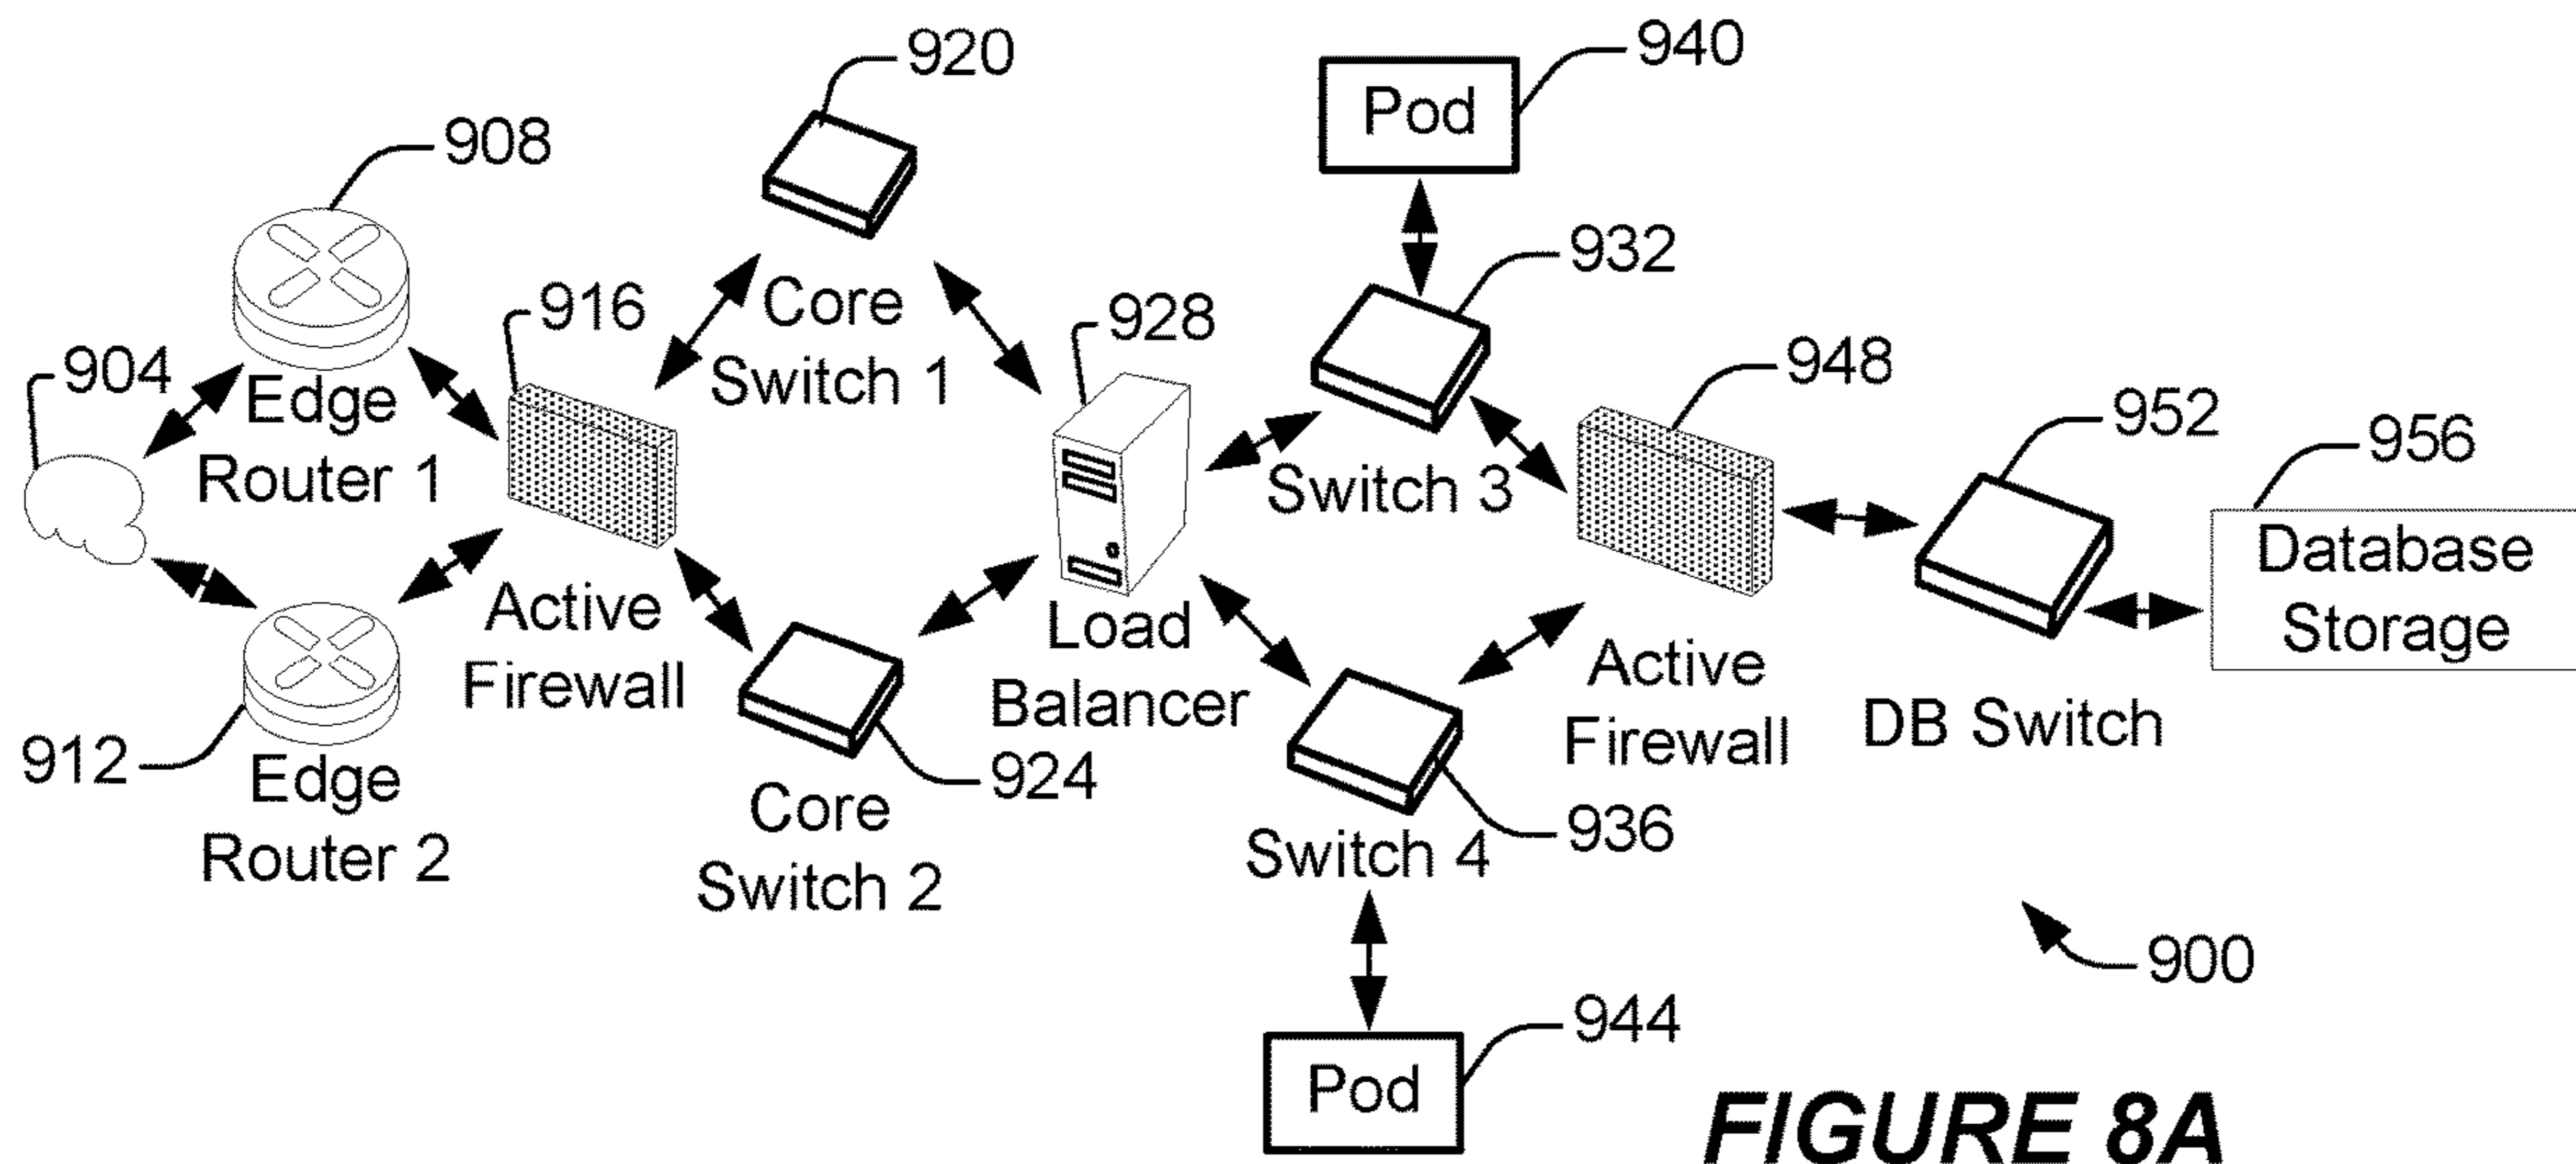 920
940
Pod
908
932
916
Core
Switch 1
928
948
904
Edge
Router 1
952
956
Switch 3
Database
Storage
Active
Firewall
Load
Balancer
Active
Firewall
DB Switch
912
Edge
Router 2
924
Core
Switch 2
936
Switch 4
900
944
Pod
FIGURE 8A